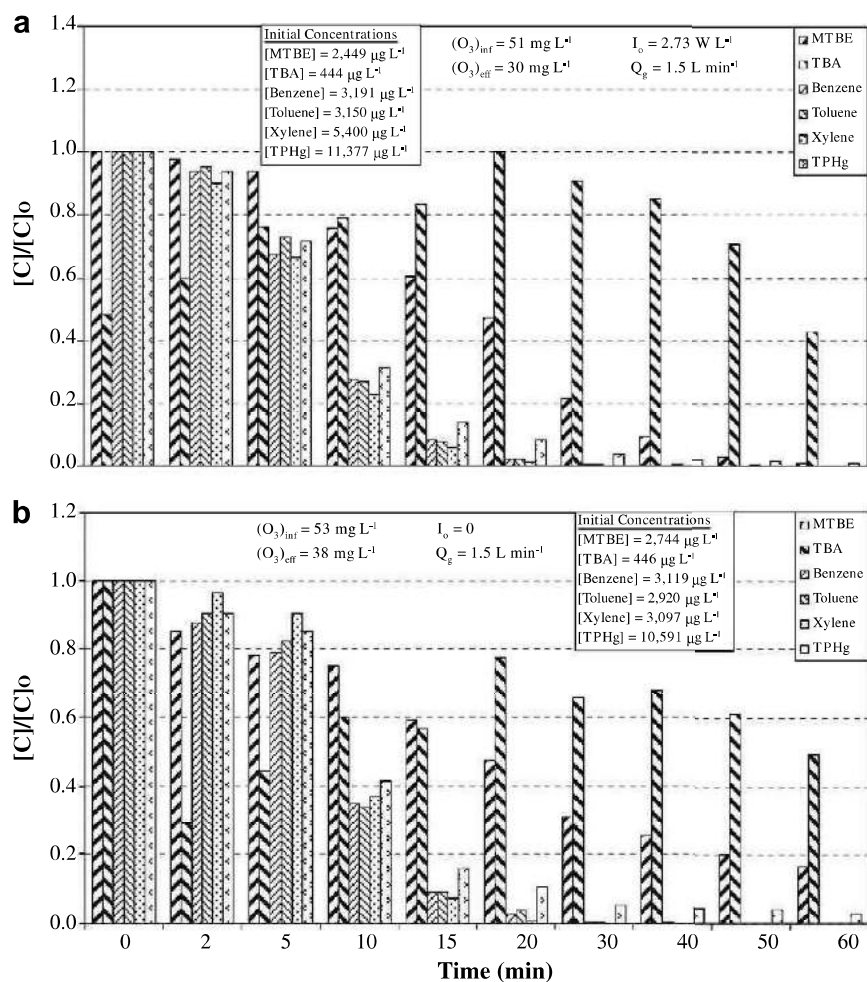 a
[C]/[C]o
1.4
1.2
1.0
0.8
0.6
0.4
0.2
0.0
Initial Concentrations
[MTBE] = 2,449 µg L⁻¹
[TBA] = 444 µg L⁻¹
[Benzene] = 3,191 µg L⁻¹
[Toluene] = 3,150 µg L⁻¹
[Xylene] = 5,400 µg L⁻¹
[TPHg] = 11,377 µg L⁻¹
(O₃)inf = 51 mg L⁻¹ Iₒ = 2.73 W L⁻¹
(O₃)eff = 30 mg L⁻¹ Qg = 1.5 L min⁻¹
MTBE
TBA
Benzene
Toluene
Xylene
TPHg
b
[C]/[C]o
1.2
1.0
0.8
0.6
0.4
0.2
0.0
(O₃)inf = 53 mg L⁻¹ Iₒ = 0
(O₃)eff = 38 mg L⁻¹ Qg = 1.5 L min⁻¹
Initial Concentrations
[MTBE] = 2,744 µg L⁻¹
[TBA] = 446 µg L⁻¹
[Benzene] = 3,119 µg L⁻¹
[Toluene] = 2,920 µg L⁻¹
[Xylene] = 3,097 µg L⁻¹
[TPHg] = 10,591 µg L⁻¹
MTBE
TBA
Benzene
Toluene
Xylene
TPHg
0 2 5 10 15 20 30 40 50 60
Time (min)